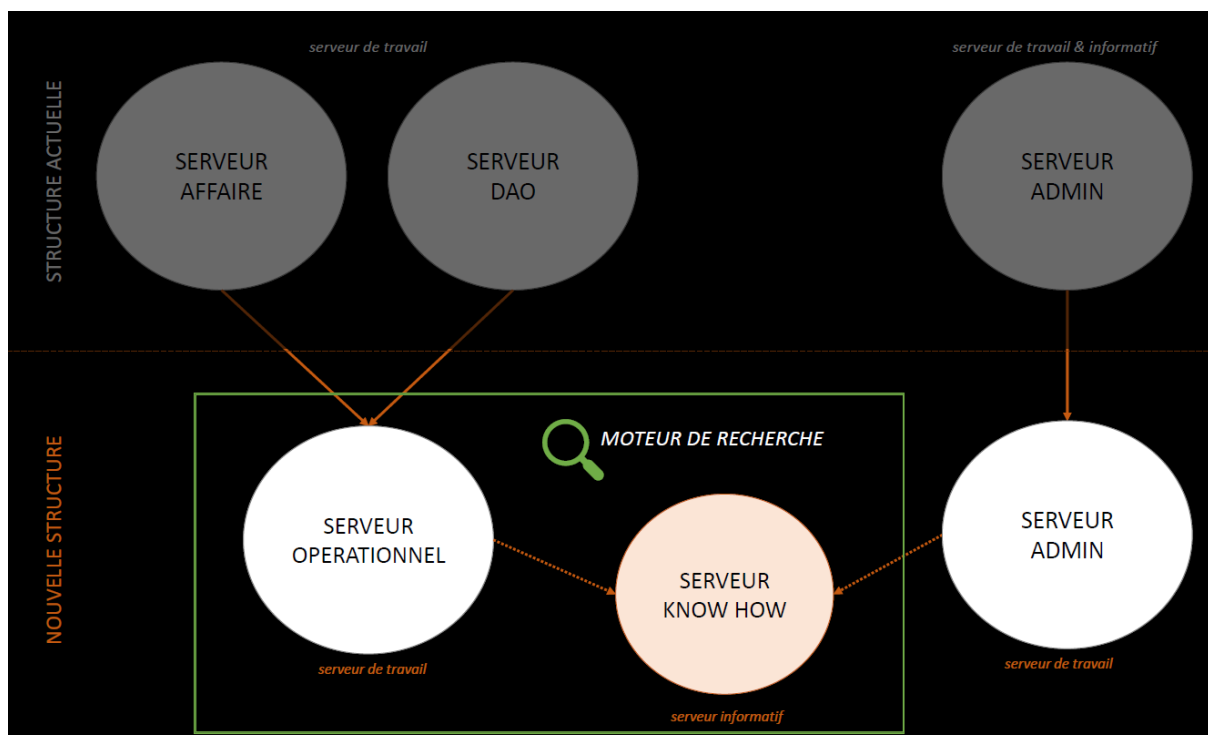 serveur de travail
serveur de travail & informatif
STRUCTURE ACTUELLE
SERVEUR
AFFAIRE
SERVEUR
DAO
SERVEUR
ADMIN
NOUVELLE STRUCTURE
MOTEUR DE RECHERCHE
SERVEUR
OPERATIONNEL
SERVEUR
KNOW HOW
SERVEUR
ADMIN
serveur de travail
serveur informatif
serveur de travail